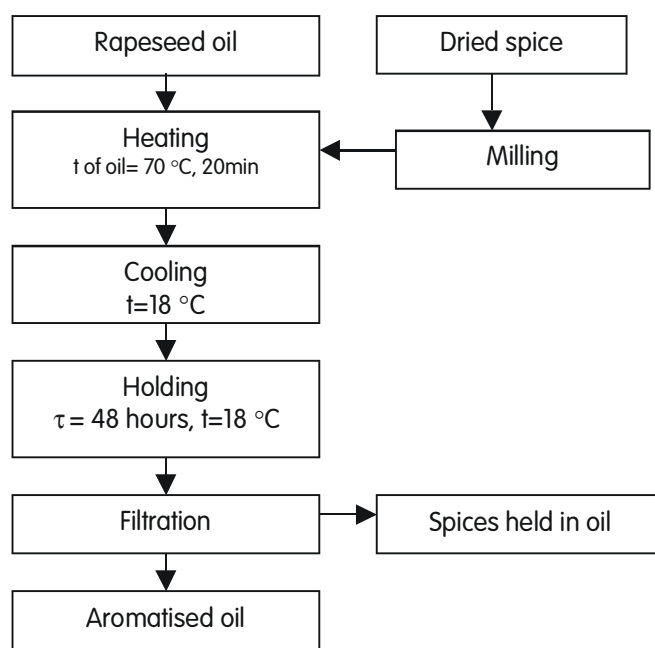 Rapeseed oil
Dried spice
Heating
t of oil= 70 °C, 20min
Milling
Cooling
t=18 °C
Holding
τ = 48 hours, t=18 °C
Filtration
Spices held in oil
Aromatised oil